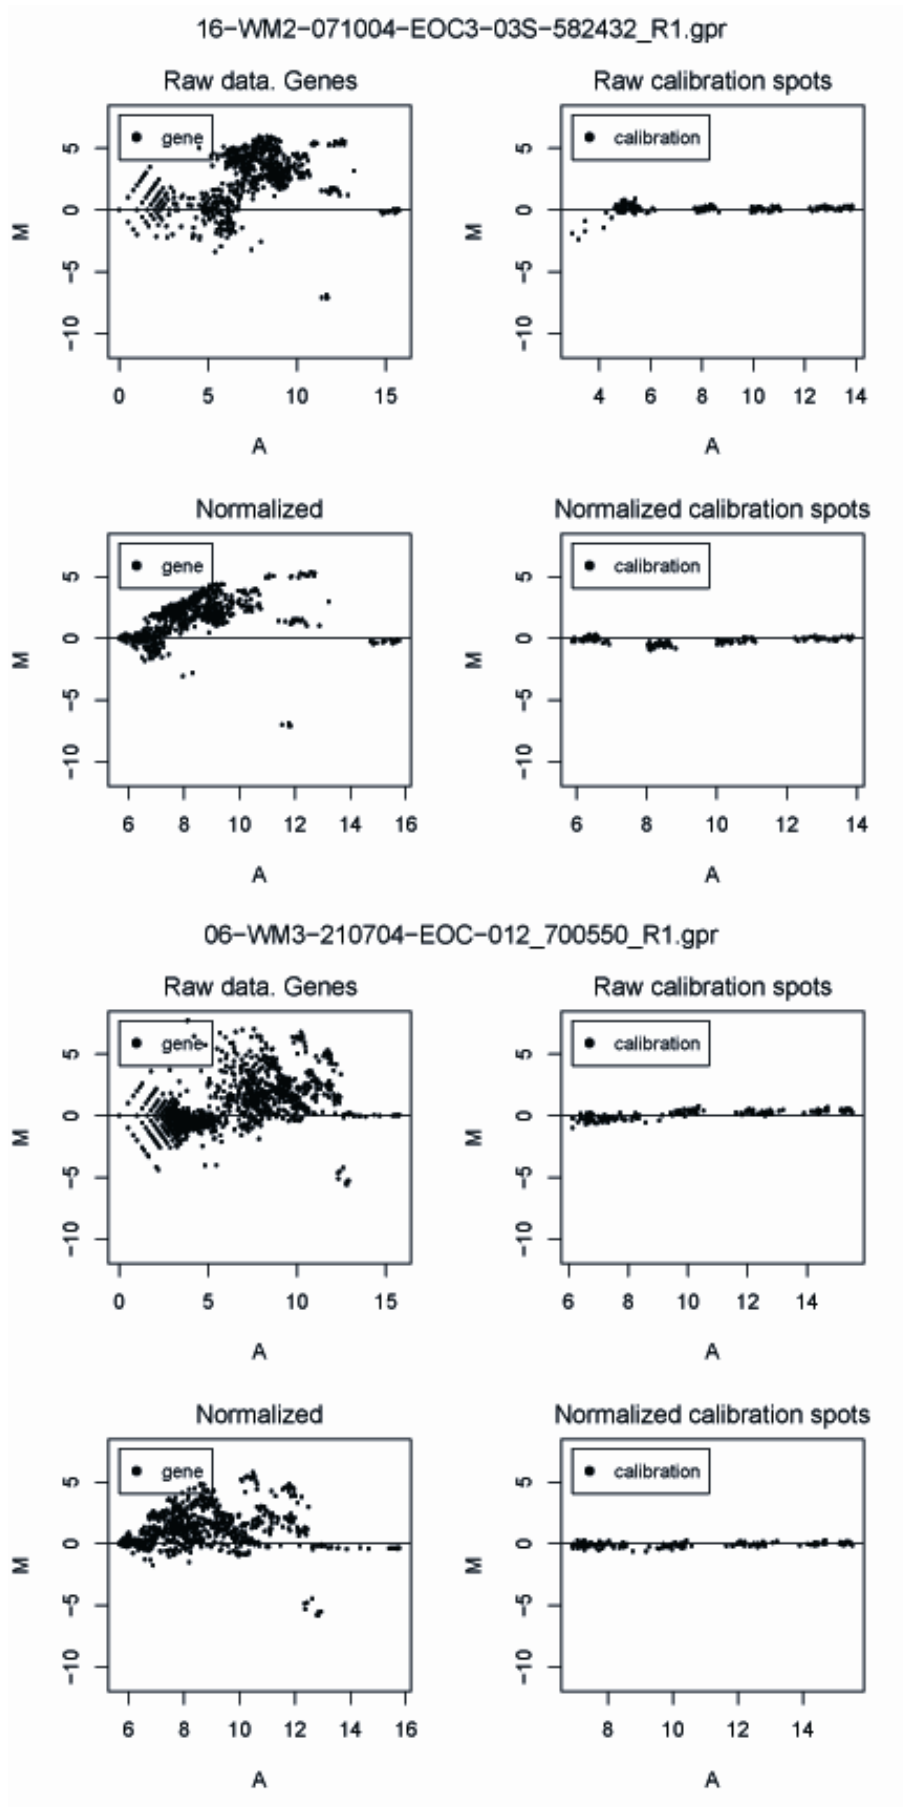 16−WM2−071004−EOC3−03S−582432_R1.gpr
Raw data. Genes
Raw calibration spots
gene
calibration
M
5
0
−5
−10
M
5
0
−5
−10
0 5 10 15
4 6 8 10 12 14
A
A
Normalized
Normalized calibration spots
gene
calibration
M
5
0
−5
−10
M
5
0
−5
−10
6 8 10 12 14 16
6 8 10 12 14
A
A
06−WM3−210704−EOC−012_700550_R1.gpr
Raw data. Genes
Raw calibration spots
gene
calibration
M
5
0
−5
−10
M
5
0
−5
−10
0 5 10 15
6 8 10 12 14
A
A
Normalized
Normalized calibration spots
gene
calibration
M
5
0
−5
−10
M
5
0
−5
−10
6 8 10 12 14 16
8 10 12 14
A
A